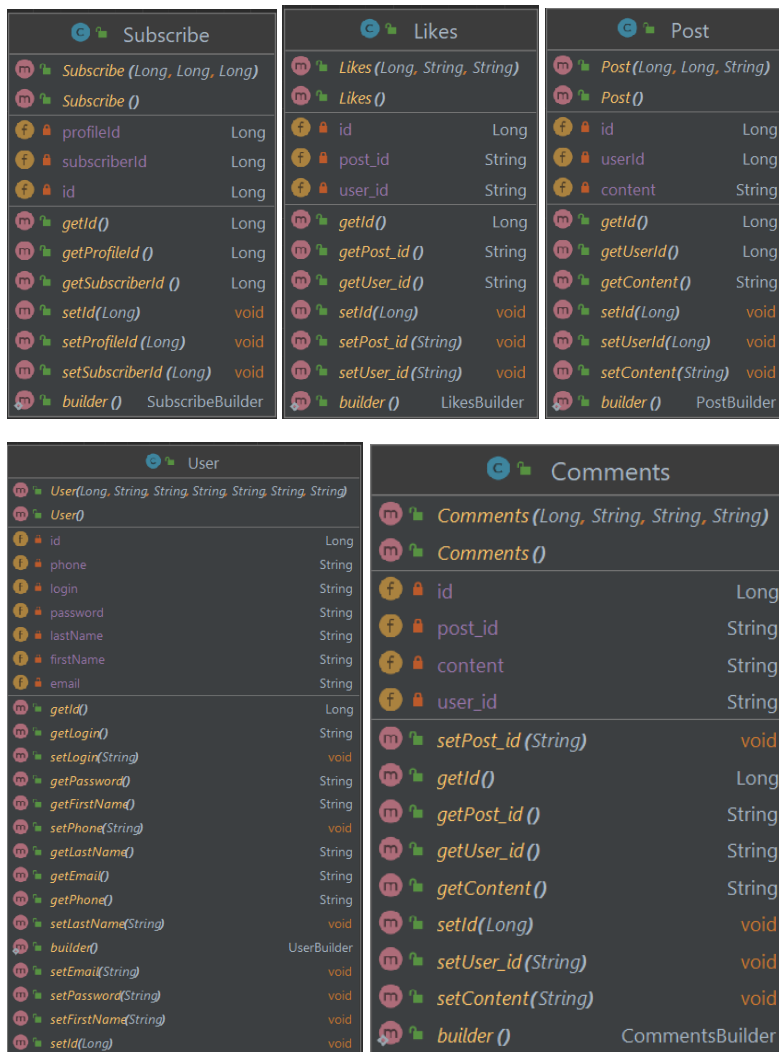 Subscribe
Subscribe (Long, Long, Long)
Subscribe ()
profileId Long
subscriberId Long
id Long
getId() Long
getProfileId () Long
getSubscriberId () Long
setId(Long) void
setProfileId (Long) void
setSubscriberId (Long) void
builder () SubscribeBuilder
Likes
Likes (Long, String, String)
Likes ()
id Long
post_id String
user_id String
getId() Long
getPost_id () String
getUser_id () String
setId(Long) void
setPost_id (String) void
setUser_id (String) void
builder () LikesBuilder
Post
Post(Long, Long, String)
Post()
id Long
userId Long
content String
getId() Long
getUserId() Long
getContent() String
setId(Long) void
setUserId(Long) void
setContent(String) void
builder () PostBuilder
User
User(Long, String, String, String, String, String, String)
User()
id Long
phone String
login String
password String
lastName String
firstName String
email String
getId() Long
getLogin() String
setLogin(String) void
getPassword() String
getFirstName() String
setPhone(String) void
getLastName() String
getEmail() String
getPhone() String
setLastName(String) void
builder() UserBuilder
setEmail(String) void
setPassword(String) void
setFirstName(String) void
setId(Long) void
Comments
Comments (Long, String, String, String)
Comments ()
id Long
post_id String
content String
user_id String
setPost_id (String) void
getId() Long
getPost_id () String
getUser_id () String
getContent() String
setId(Long) void
setUser_id (String) void
setContent(String) void
builder () CommentsBuilder